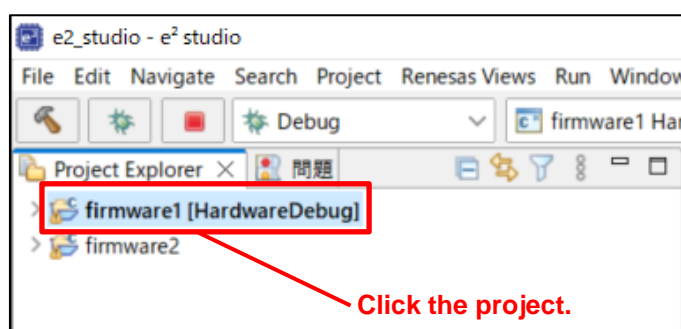 e2_studio - e² studio
File Edit Navigate Search Project Renesas Views Run Window
Debug firmware1 Har
Project Explorer 問題
firmware1 [HardwareDebug]
firmware2
Click the project.